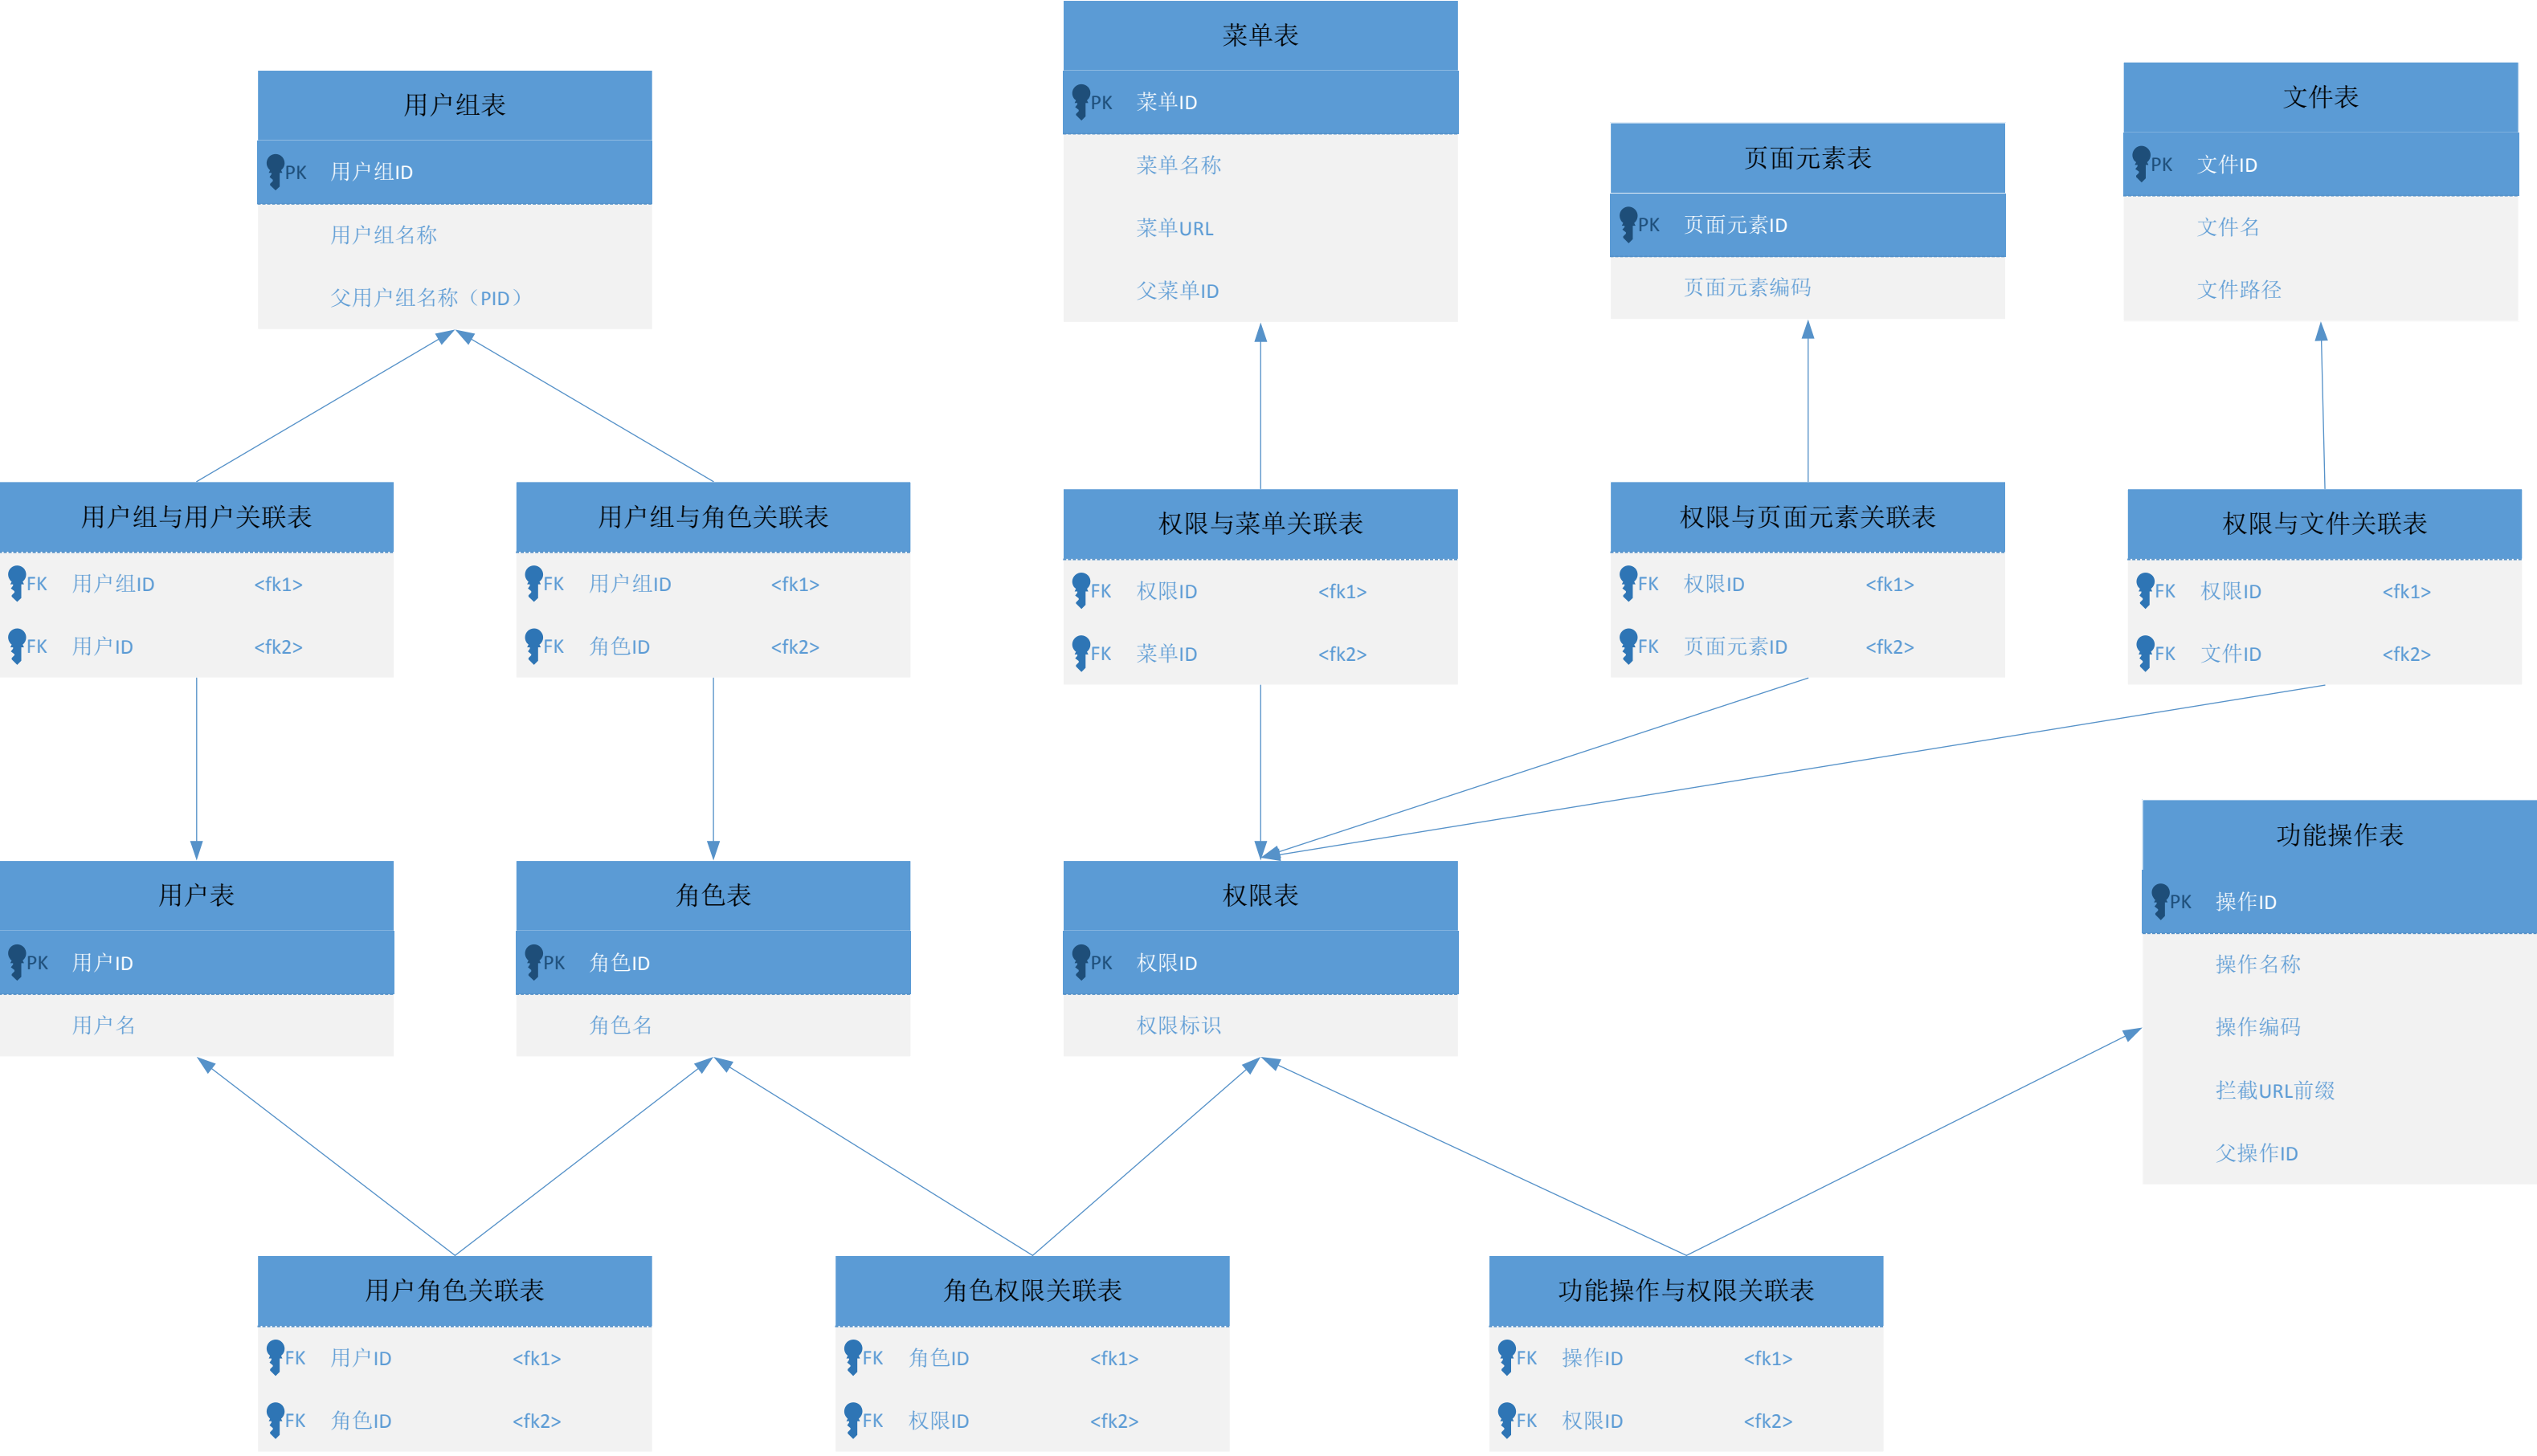 菜单表
PK 菜单ID
菜单名称
菜单URL
父菜单ID
用户组表
PK 用户组ID
用户组名称
父用户组名称（PID）
页面元素表
PK 页面元素ID
页面元素编码
文件表
PK 文件ID
文件名
文件路径
用户组与用户关联表
FK 用户组ID <fk1>
FK 用户ID <fk2>
用户组与角色关联表
FK 用户组ID <fk1>
FK 角色ID <fk2>
权限与菜单关联表
FK 权限ID <fk1>
FK 菜单ID <fk2>
权限与页面元素关联表
FK 权限ID <fk1>
FK 页面元素ID <fk2>
权限与文件关联表
FK 权限ID <fk1>
FK 文件ID <fk2>
用户表
PK 用户ID
用户名
角色表
PK 角色ID
角色名
权限表
PK 权限ID
权限标识
功能操作表
PK 操作ID
操作名称
操作编码
拦截URL前缀
父操作ID
用户角色关联表
FK 用户ID <fk1>
FK 角色ID <fk2>
角色权限关联表
FK 角色ID <fk1>
FK 权限ID <fk2>
功能操作与权限关联表
FK 操作ID <fk1>
FK 权限ID <fk2>